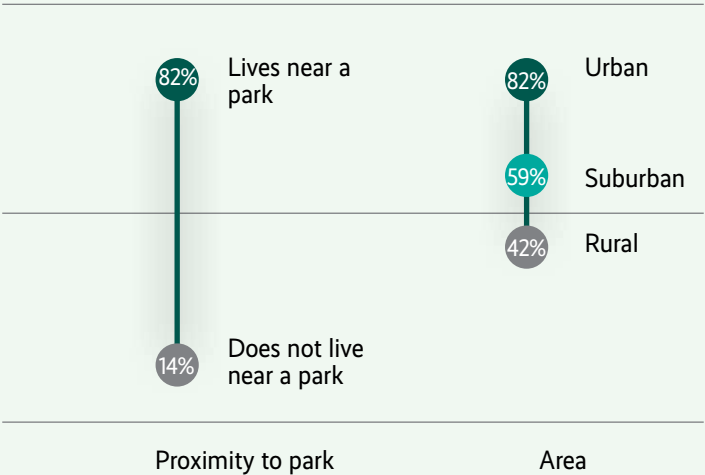 82%
Lives near a
park
14%
Does not live
near a park
Proximity to park
82%
Urban
59%
Suburban
42%
Rural
Area